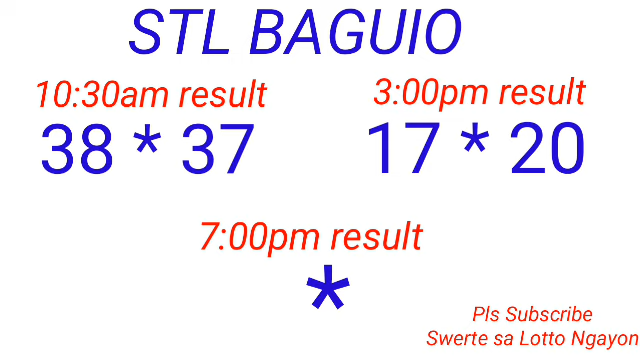 STL BAGUIO
10:30am result
38 * 37
3:00pm result
17 * 20
7:00pm result
*
Pls Subscribe
Swerte sa Lotto Ngayon